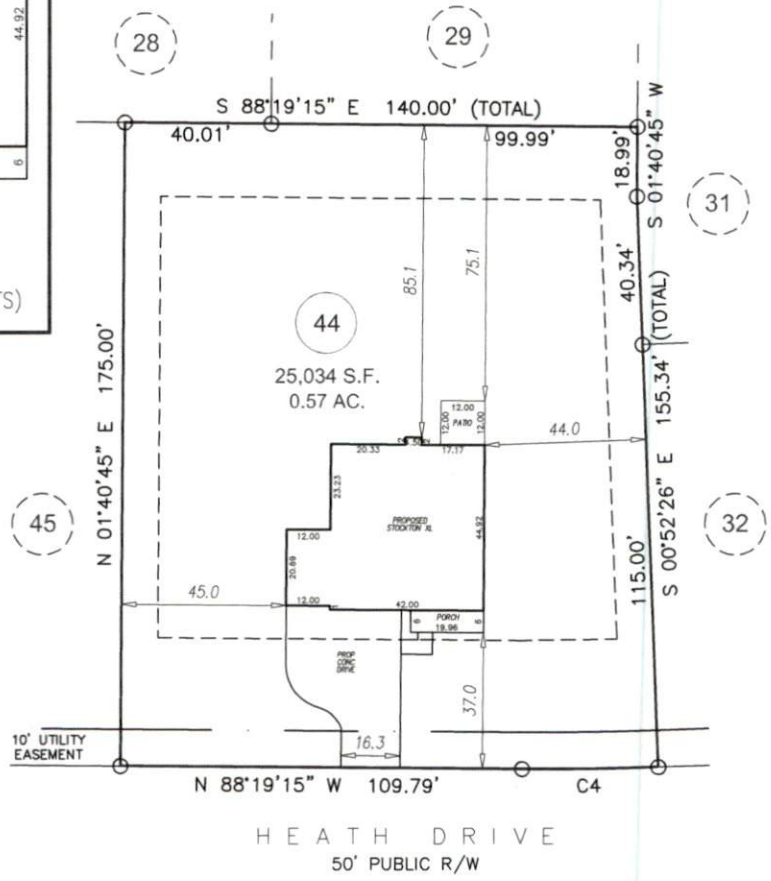 44.92
6
TS)
28
29
S 88°19'15" E 140.00' (TOTAL)
40.01'
99.99'
18.99'
S 01°40'45" W
31
40.34'
(TOTAL)
S 00°52'26" E 155.34'
115.00'
32
85.1
75.1
44
25,034 S.F.
0.57 AC.
N 01°40'45" E 175.00'
45
12.00
12.00
PATIO
12.00
44.0
20.33
17.17
23.23
PROPOSED
STOCKTON XL
44.92
12.00
20.69
45.0
12.00
42.00
6
PORCH
6
19.96
PROP
CONC
DRIVE
37.0
16.3
10' UTILITY
EASEMENT
N 88°19'15" W 109.79'
C4
HEATH DRIVE
50' PUBLIC R/W